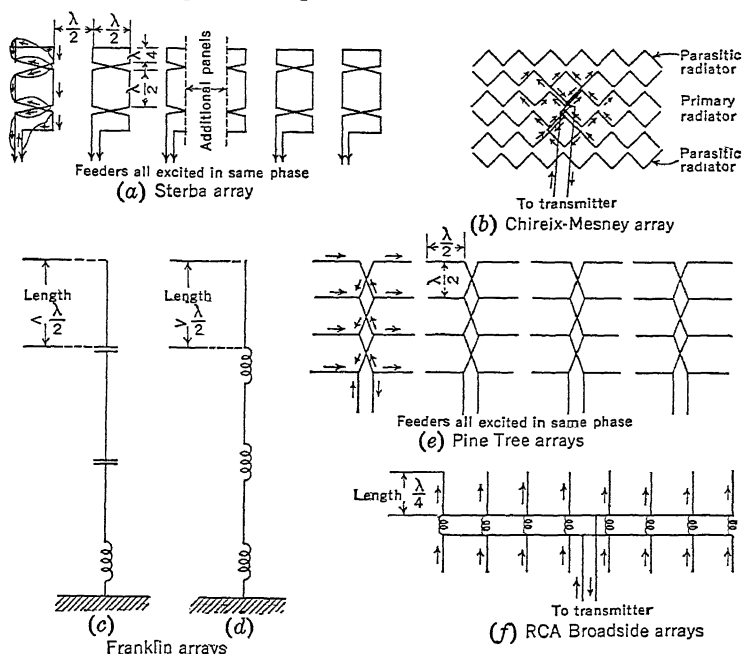 λ/2
λ/2
λ/4
λ/2
Additional panels
Feeders all excited in same phase
(a) Sterba array
Parasitic
radiator
Primary
radiator
Parasitic
radiator
To transmitter
(b) Chireix-Mesney array
Length
< λ/2
Length
> λ/2
(c)
(d)
Franklin arrays
λ/2
λ/2
Feeders all excited in same phase
(e) Pine Tree arrays
Length λ/4
To transmitter
(f) RCA Broadside arrays